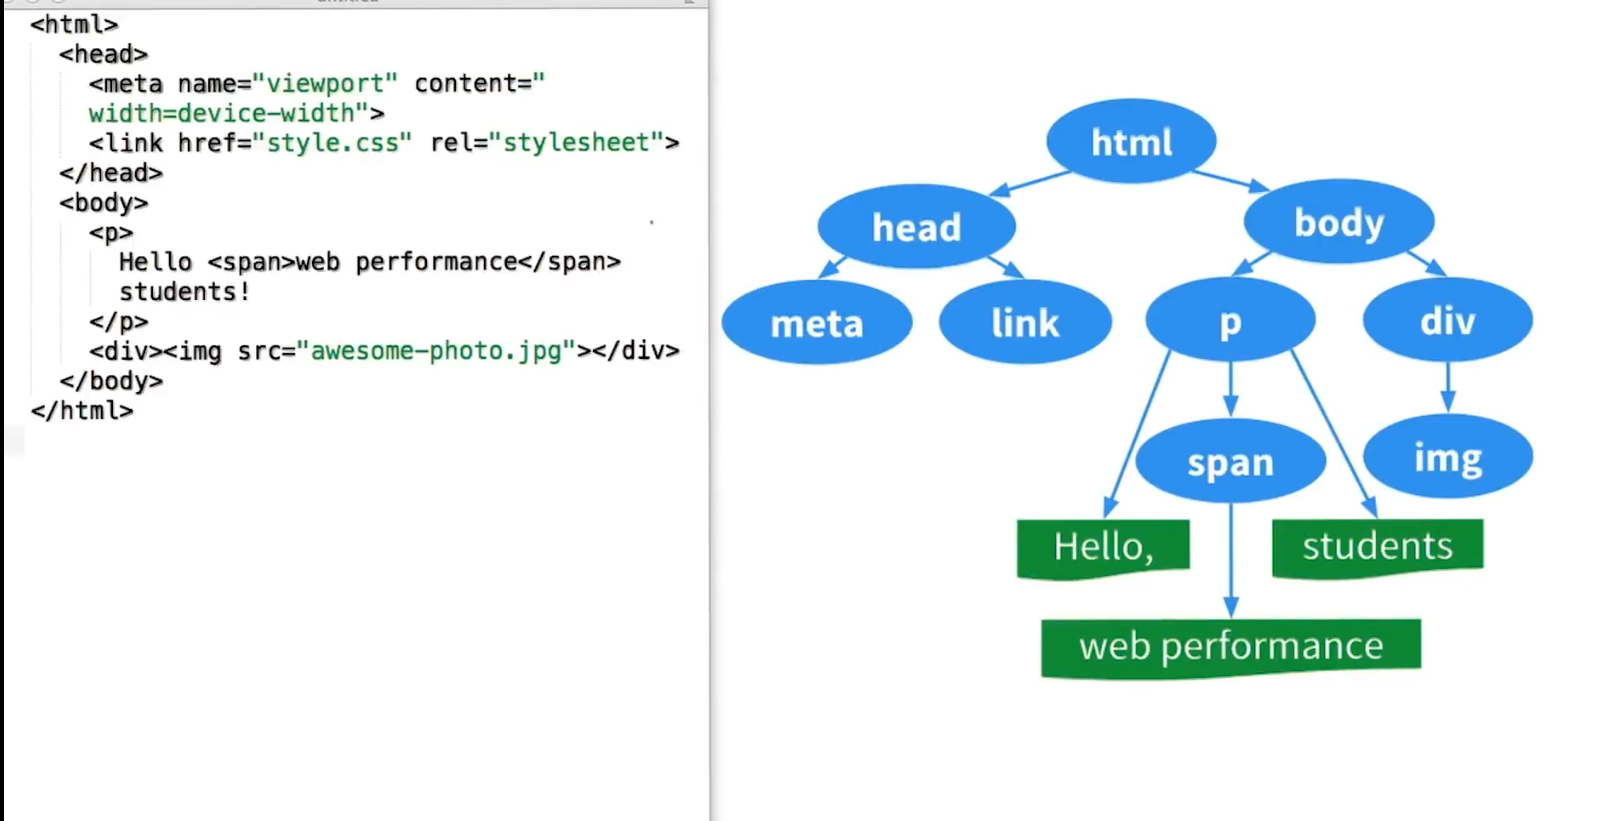 <html>
<head>
<meta name="viewport" content="
width=device-width">
<link href="style.css" rel="stylesheet">
</head>
<body>
<p>
Hello <span>web performance</span>
students!
</p>
<div><img src="awesome-photo.jpg"></div>
</body>
</html>
html
head
body
meta
link
p
div
span
img
Hello,
students
web performance